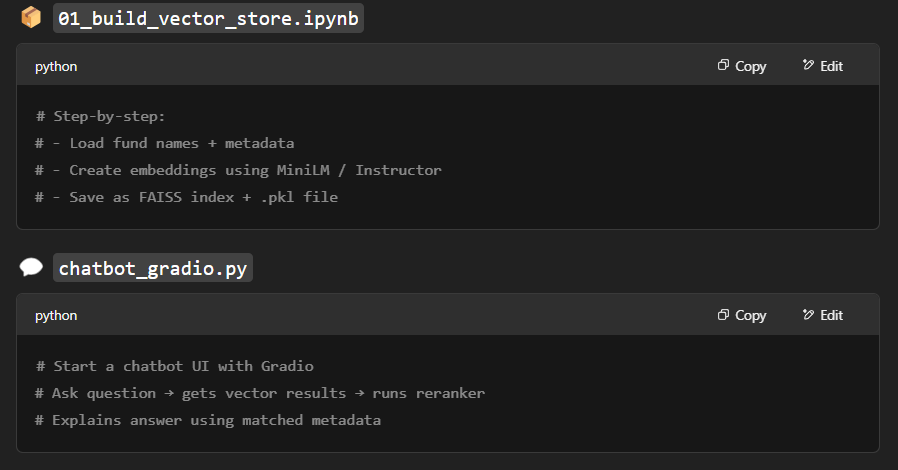 01_build_vector_store.ipynb
python Copy Edit
# Step-by-step:
# - Load fund names + metadata
# - Create embeddings using MiniLM / Instructor
# - Save as FAISS index + .pkl file
chatbot_gradio.py
python Copy Edit
# Start a chatbot UI with Gradio
# Ask question → gets vector results → runs reranker
# Explains answer using matched metadata